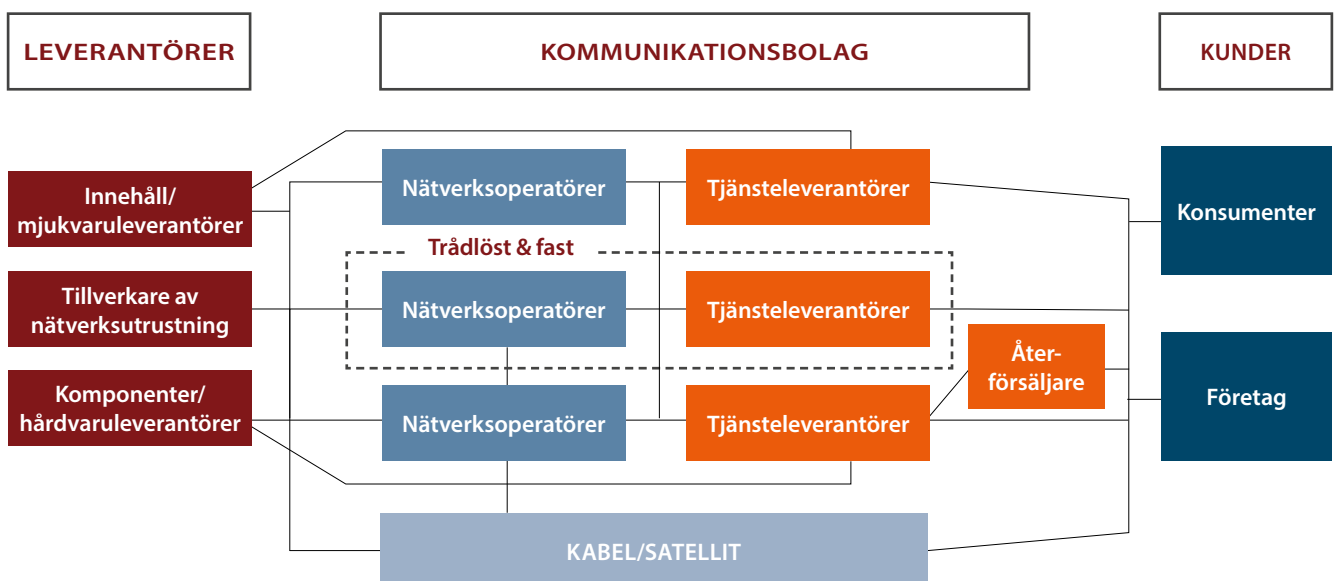 LEVERANTÖRER
KOMMUNIKATIONSBOLAG
KUNDER
Innehåll/
mjukvaruleverantörer
Nätverksoperatörer
Tjänsteleverantörer
Konsumenter
Trådlöst & fast
Tillverkare av
nätverksutrustning
Nätverksoperatörer
Tjänsteleverantörer
Åter-
försäljare
Företag
Komponenter/
hårdvaruleverantörer
Nätverksoperatörer
Tjänsteleverantörer
KABEL/SATELLIT